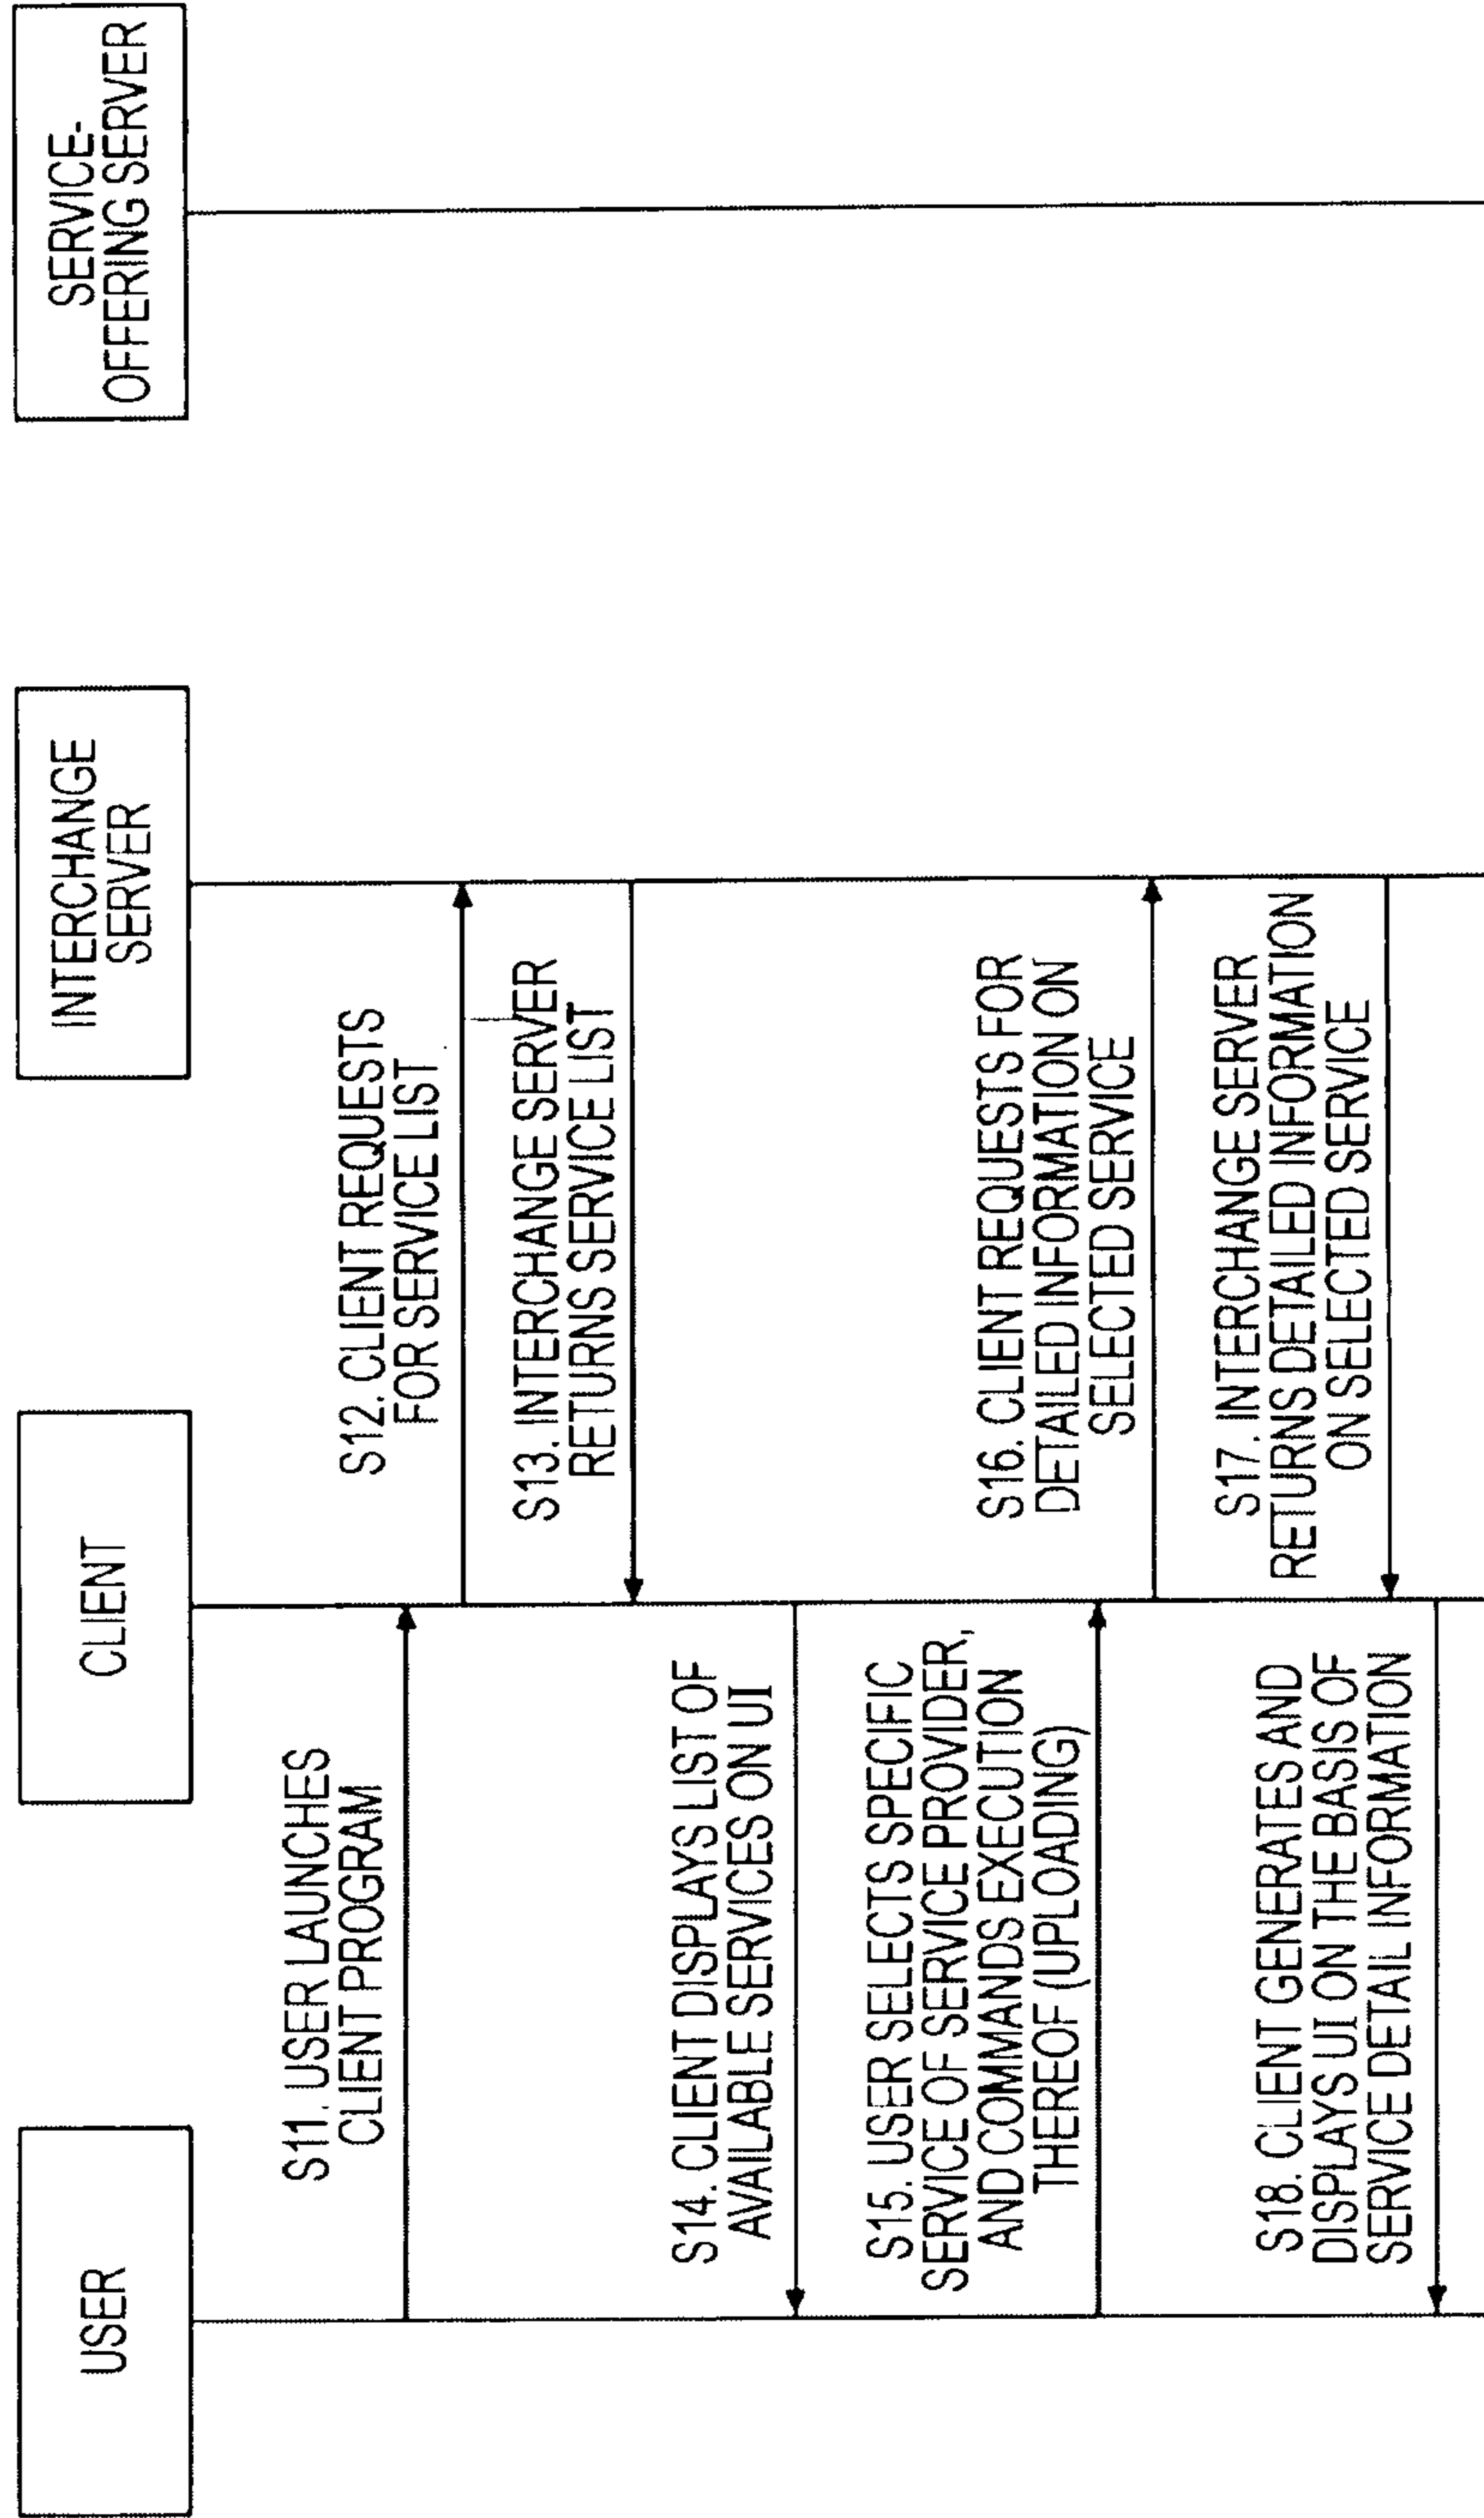 USER
CLIENT
INTERCHANGE
SERVER
SERVICE-
OFFERING SERVER
S11. USER LAUNCHES
CLIENT PROGRAM
S12. CLIENT REQUESTS
FOR SERVICE LIST
S13. INTERCHANGE SERVER
RETURNS SERVICE LIST
S14. CLIENT DISPLAYS LIST OF
AVAILABLE SERVICES ON UI
S15. USER SELECTS SPECIFIC
SERVICE OF SERVICE PROVIDER,
AND COMMANDS EXECUTION
THEREOF (UPLOADING)
S16. CLIENT REQUESTS FOR
DETAILED INFORMATION ON
SELECTED SERVICE
S17. INTERCHANGE SERVER
RETURNS DETAILED INFORMATION
ON SELECTED SERVICE
S18. CLIENT GENERATES AND
DISPLAYS UI ON THE BASIS OF
SERVICE DETAIL INFORMATION